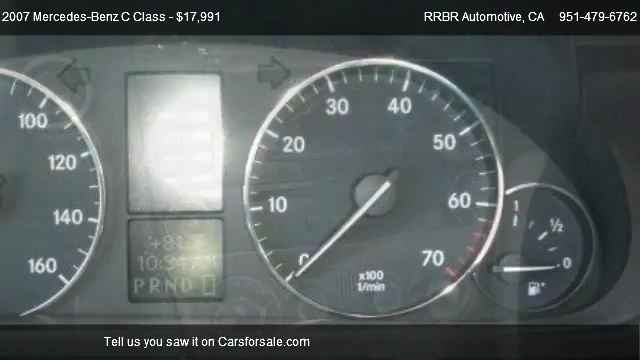 2007 Mercedes-Benz C Class - $17,991
RRBR Automotive, CA 951-479-6762
100
120
140
160
PRND
0
10
20
30
40
50
60
70
x100
1/min
1
½
0
Tell us you saw it on Carsforsale.com